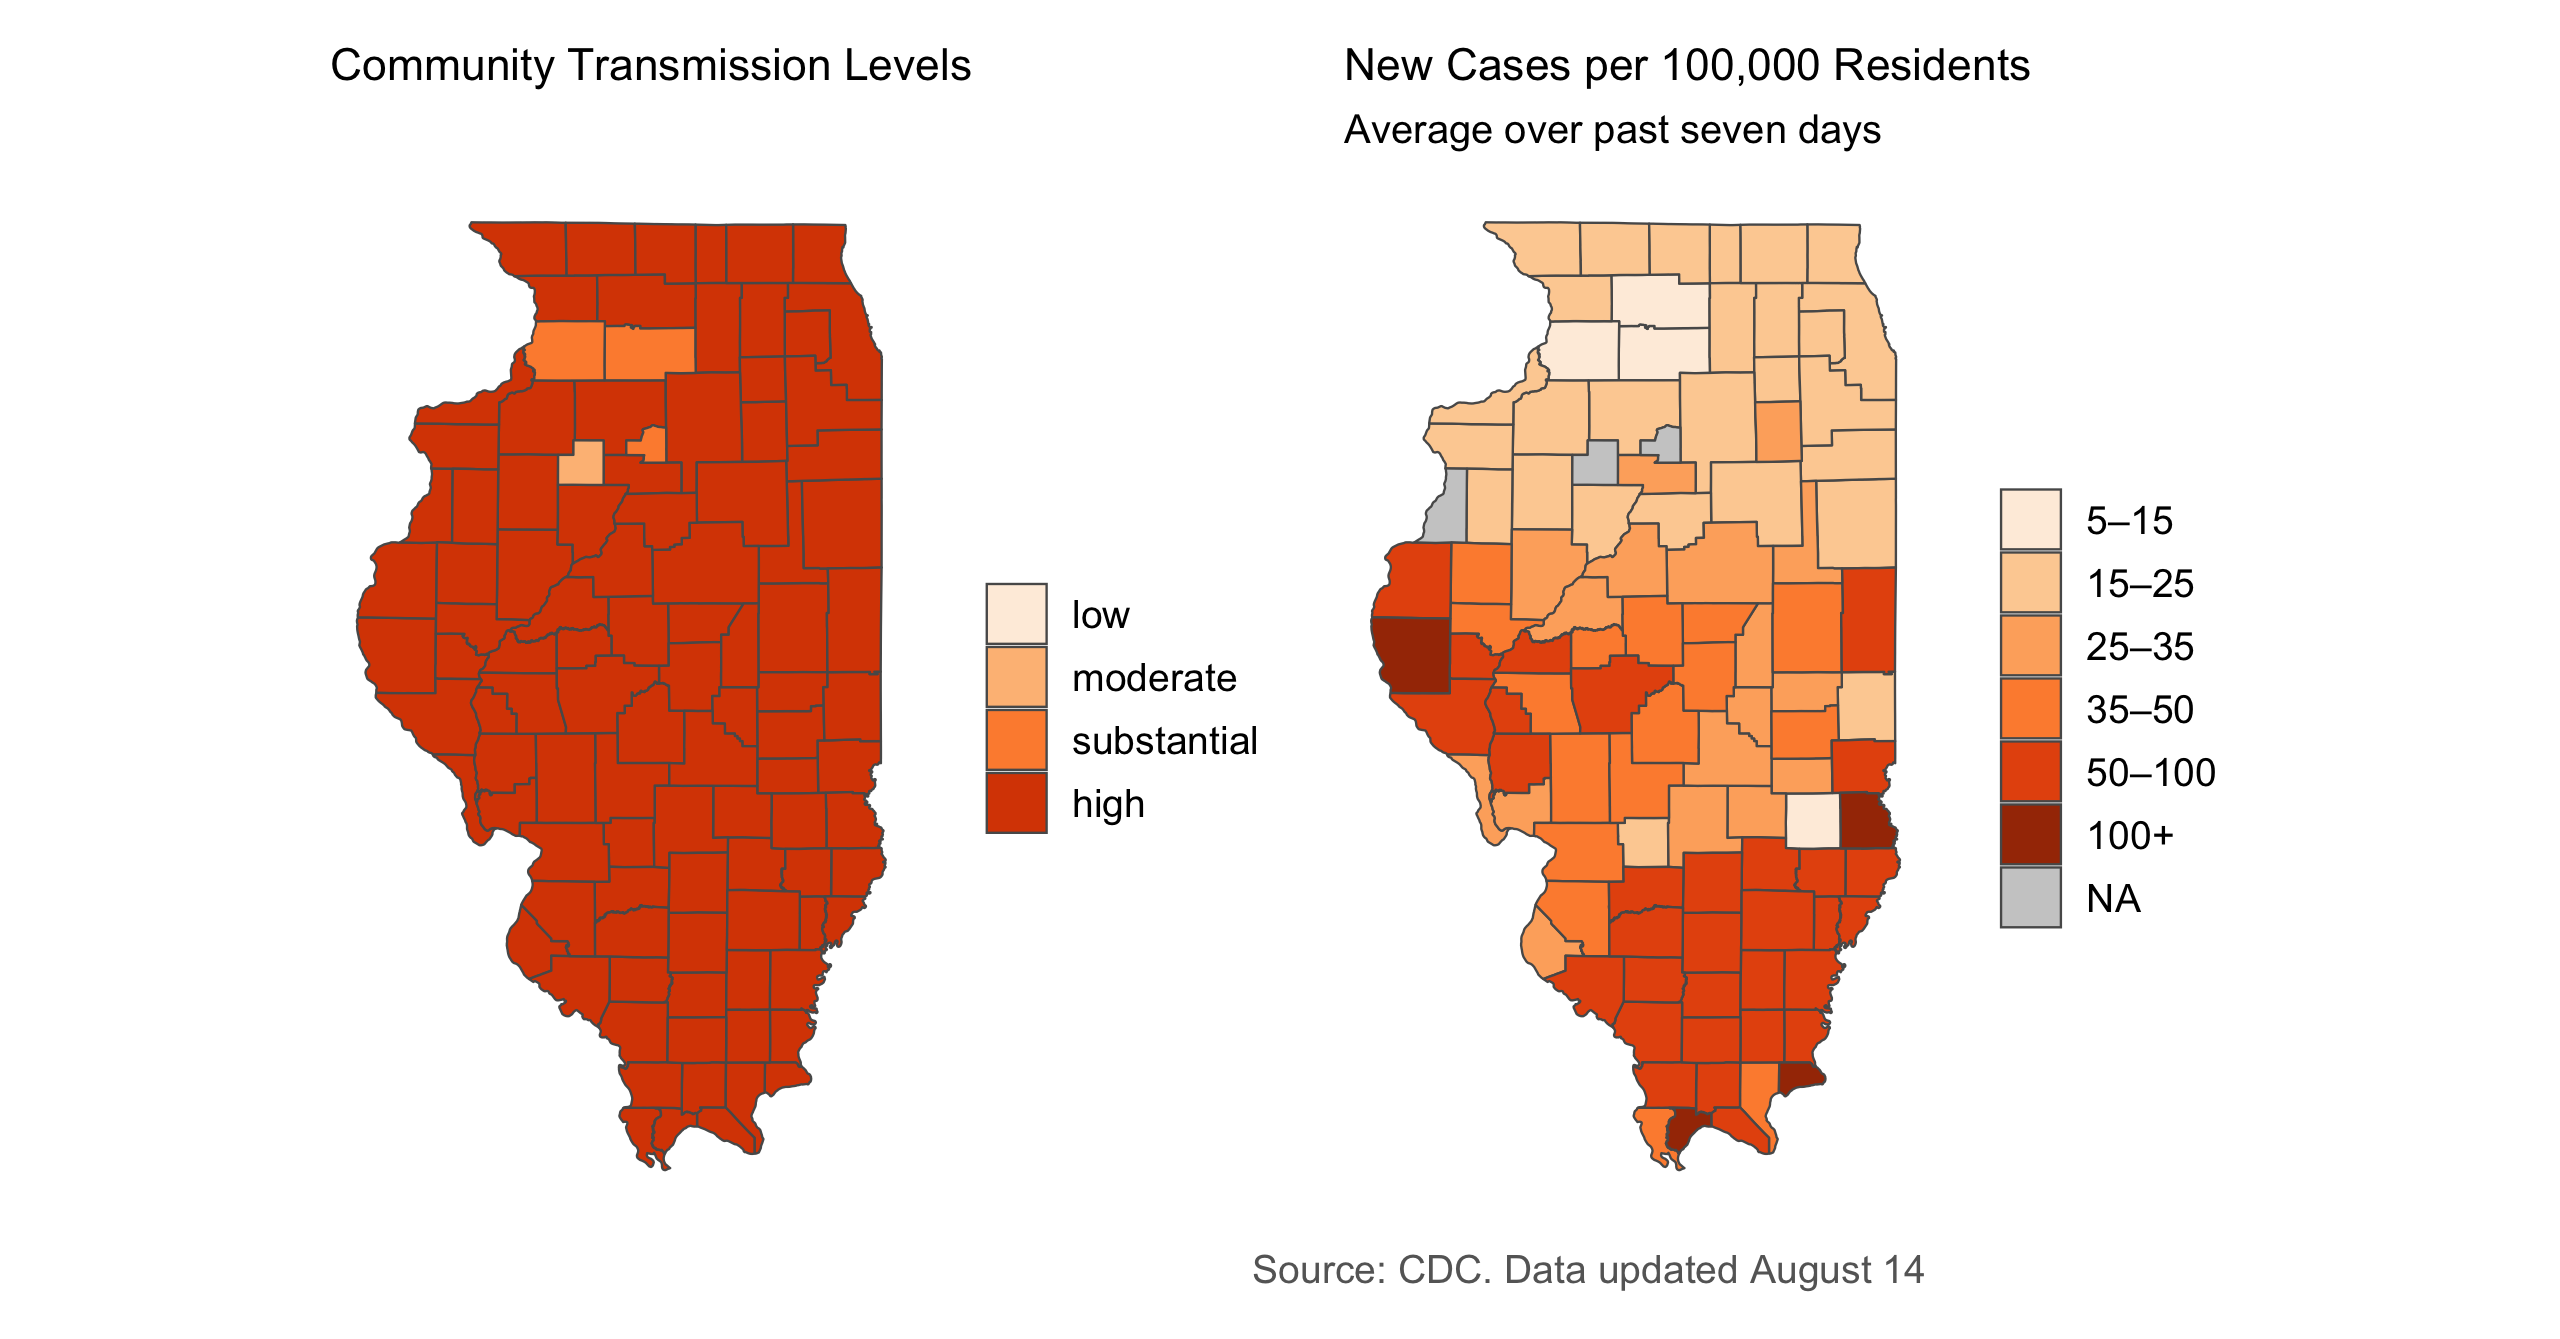 Community Transmission Levels
low
moderate
substantial
high
New Cases per 100,000 Residents
Average over past seven days
5–15
15–25
25–35
35–50
50–100
100+
NA
Source: CDC. Data updated August 14